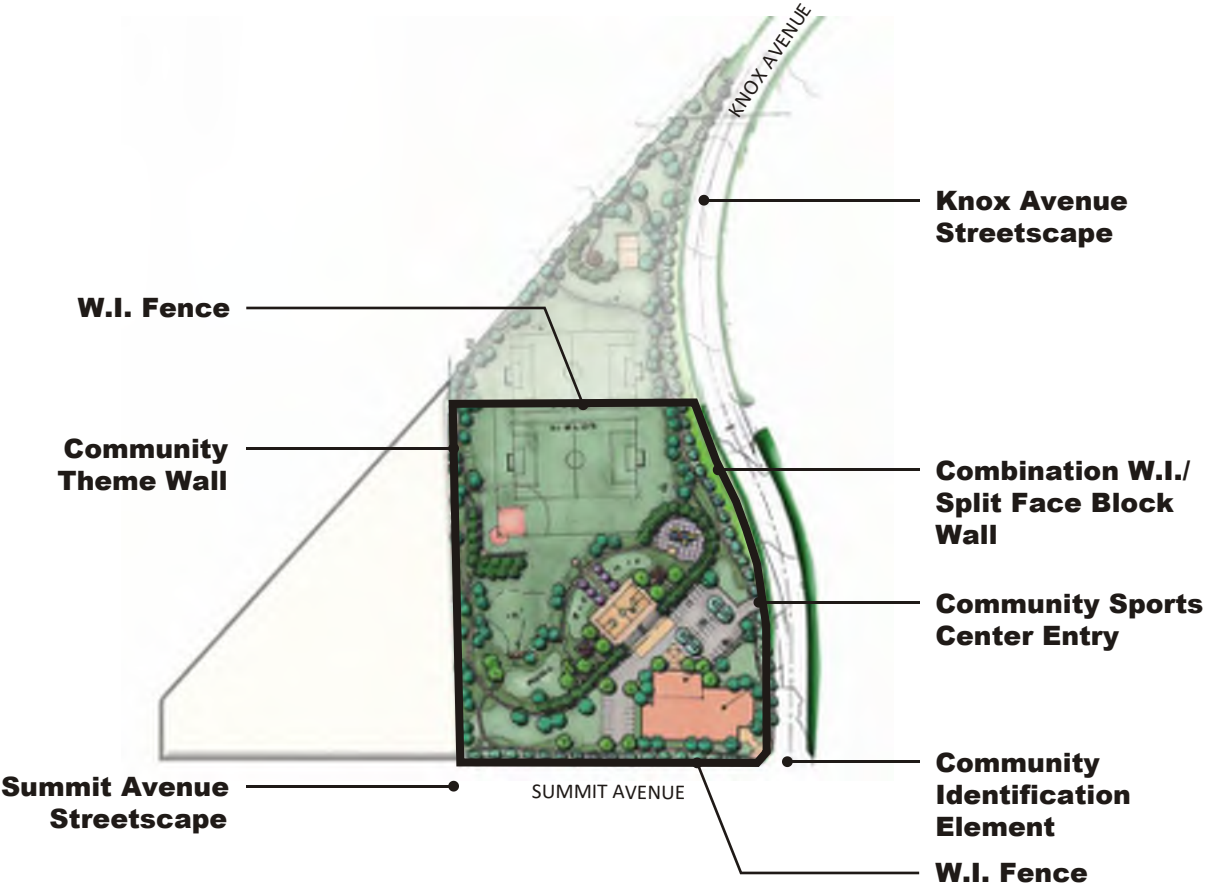 KNOX AVENUE
Knox Avenue
Streetscape
W.I. Fence
Community
Theme Wall
Combination W.I./
Split Face Block
Wall
Community Sports
Center Entry
Community
Identification
Element
Summit Avenue
Streetscape
SUMMIT AVENUE
W.I. Fence